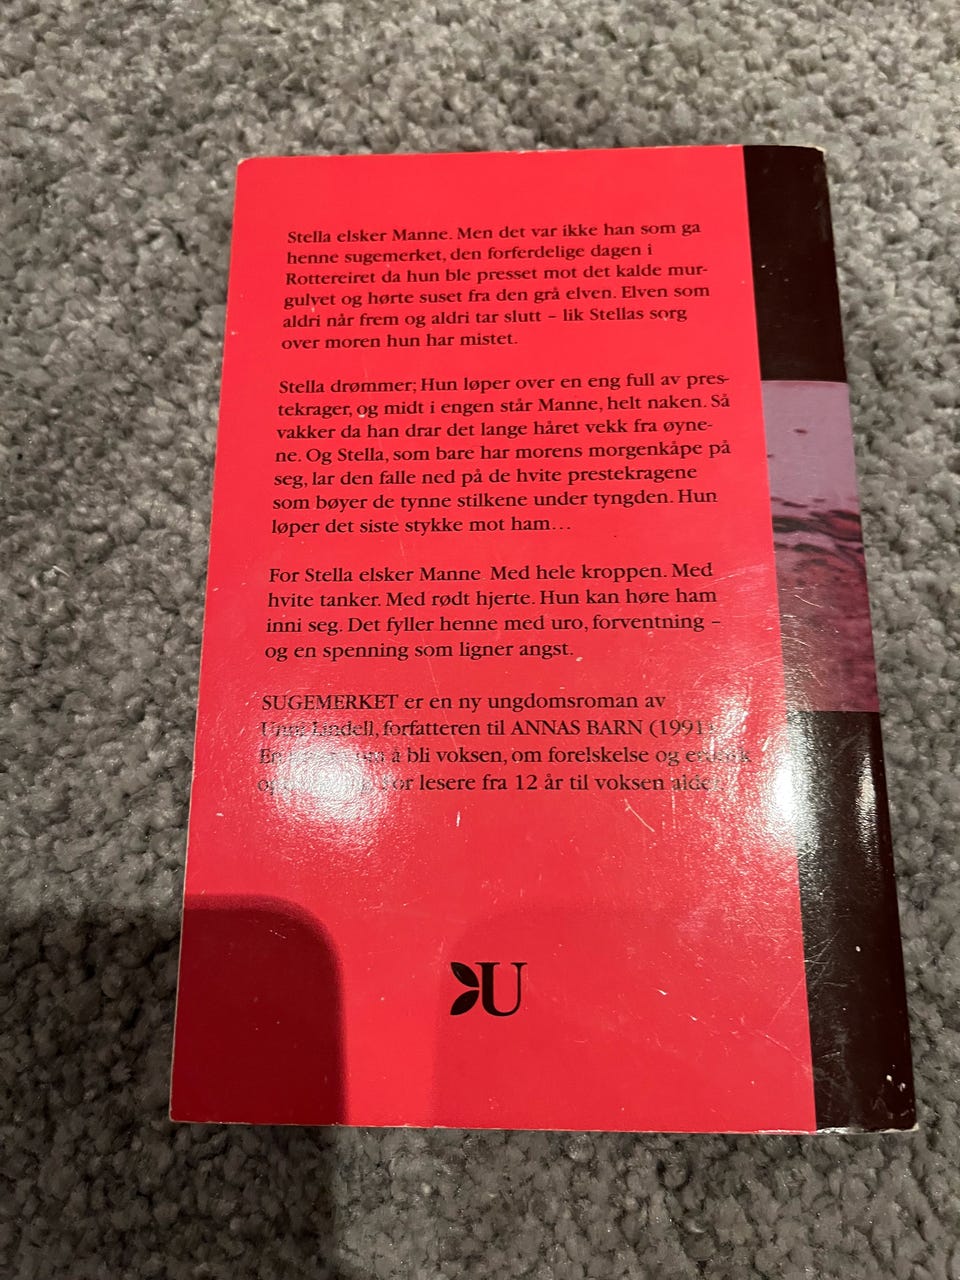 Stella elsker Manne. Men det var ikke han som ga
henne sugemerket, den forferdelige dagen i
Rottereiret da hun ble presset mot det kalde mur-
gulvet og hørte suset fra den grå elven. Elven som
aldri når frem og aldri tar slutt – lik Stellas sorg
over moren hun har mistet.
Stella drømmer; Hun løper over en eng full av pres-
tekrager, og midt i engen står Manne, helt naken. Så
vakker da han drar det lange håret vekk fra øyne-
ne. Og Stella, som bare har morens morgenkåpe på
seg, lar den falle ned på de hvite prestekragene
som bøyer de tynne stilkene under tyngden. Hun
løper det siste stykke mot ham...
For Stella elsker Manne Med hele kroppen. Med
hvite tanker. Med rødt hjerte. Hun kan høre ham
inni seg. Det fyller henne med uro, forventning –
og en spenning som ligner angst.
SUGEMERKET er en ny ungdomsroman av
Unni Lindell, forfatteren til ANNAS BARN (1991).
å bli voksen, om forelskelse og
for lesere fra 12 år til voksen alder.
U